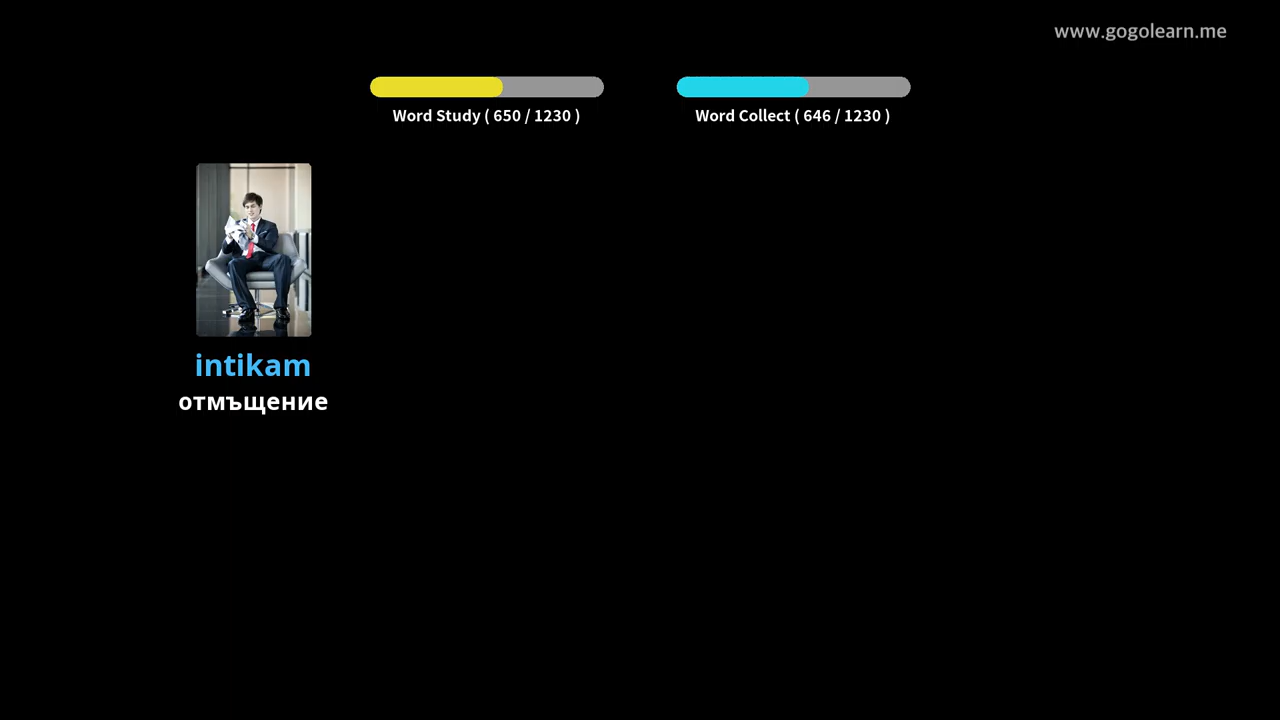 www.gogolearn.me
Word Study ( 650 / 1230 )
Word Collect ( 646 / 1230 )
intikam
отмъщение